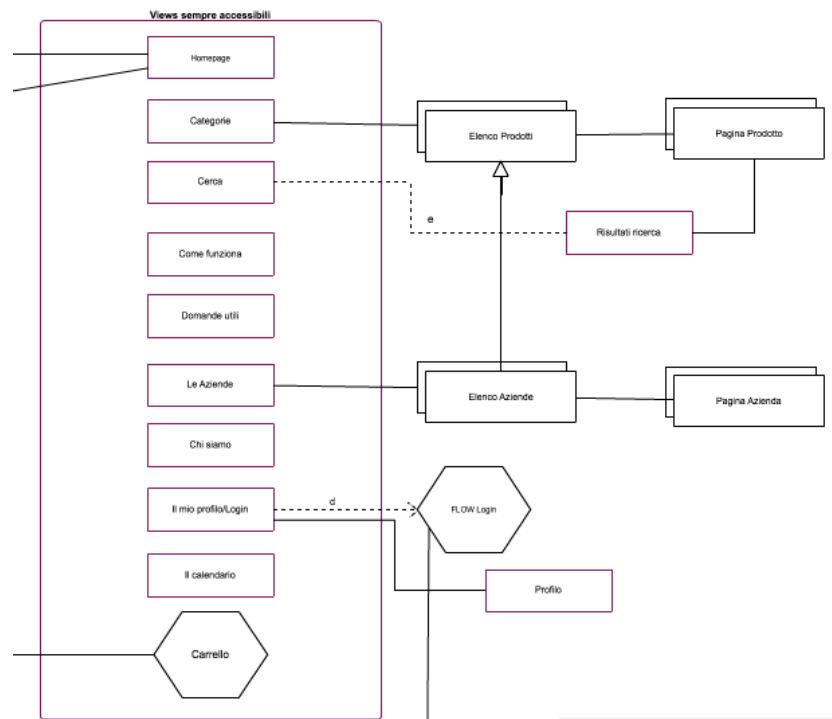 Views sempre accessibili
Homepage
Categorie
Elenco Prodotti
Pagina Prodotto
Cerca
e
Risultati ricerca
Come funziona
Domande utili
Le Aziende
Elenco Aziende
Pagina Azienda
Chi siamo
Il mio profilo/Login
d
FLOW Login
Il calendario
Profilo
Carrello